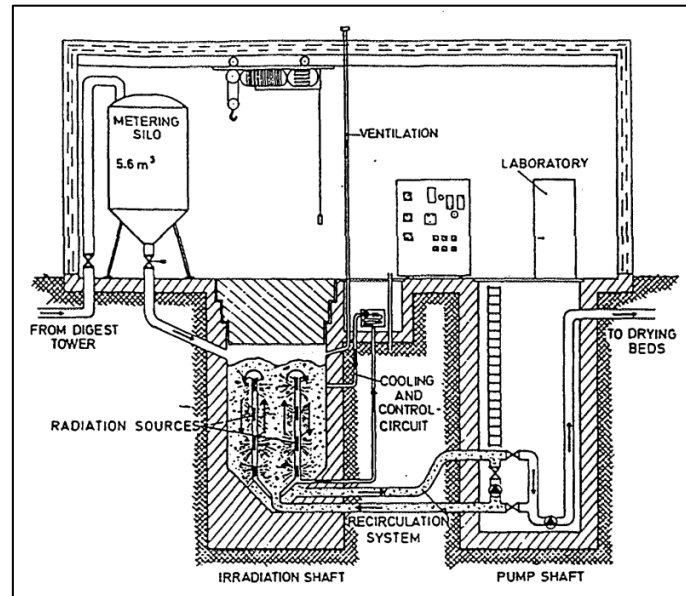 METERING
SILO
5.6 m³
VENTILATION
LABORATORY
FROM DIGEST
TOWER
TO DRYING
BEDS
COOLING
AND
CONTROL-
CIRCUIT
RADIATION SOURCES
RECIRCULATION
SYSTEM
IRRADIATION SHAFT
PUMP SHAFT